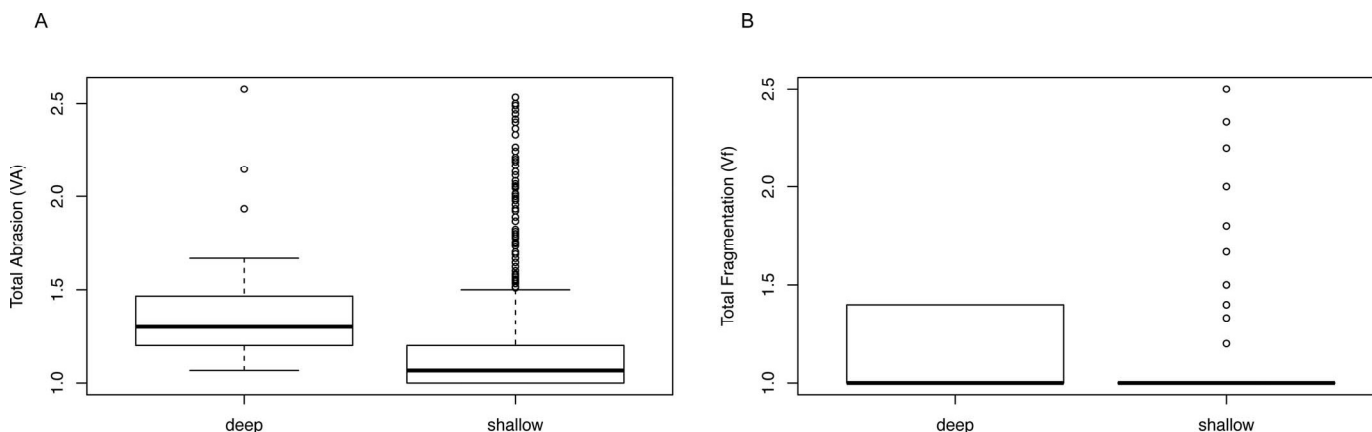 A
Total Abrasion (VA)
2.5
2.0
1.5
1.0
deep
shallow
B
Total Fragmentation (Vf)
2.5
2.0
1.5
1.0
deep
shallow